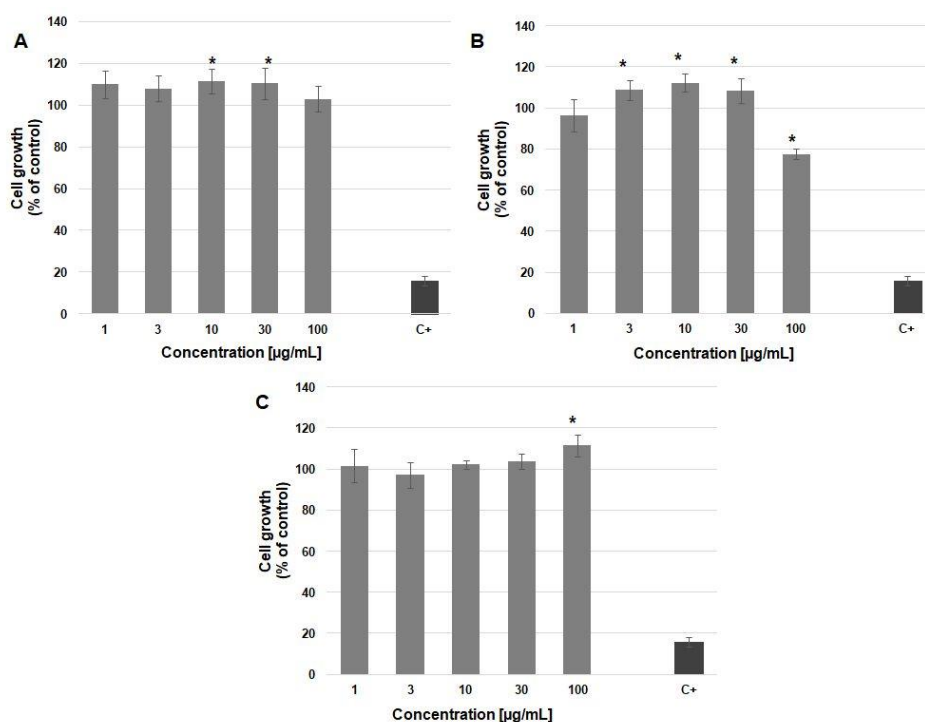 A
140
120
100
80
60
40
20
0
Cell growth
(% of control)
* *
1 3 10 30 100 C+
Concentration [µg/mL]
B
140
120
100
80
60
40
20
0
Cell growth
(% of control)
* * * *
1 3 10 30 100 C+
Concentration [µg/mL]
C
140
120
100
80
60
40
20
0
Cell growth
(% of control)
*
1 3 10 30 100 C+
Concentration [µg/mL]